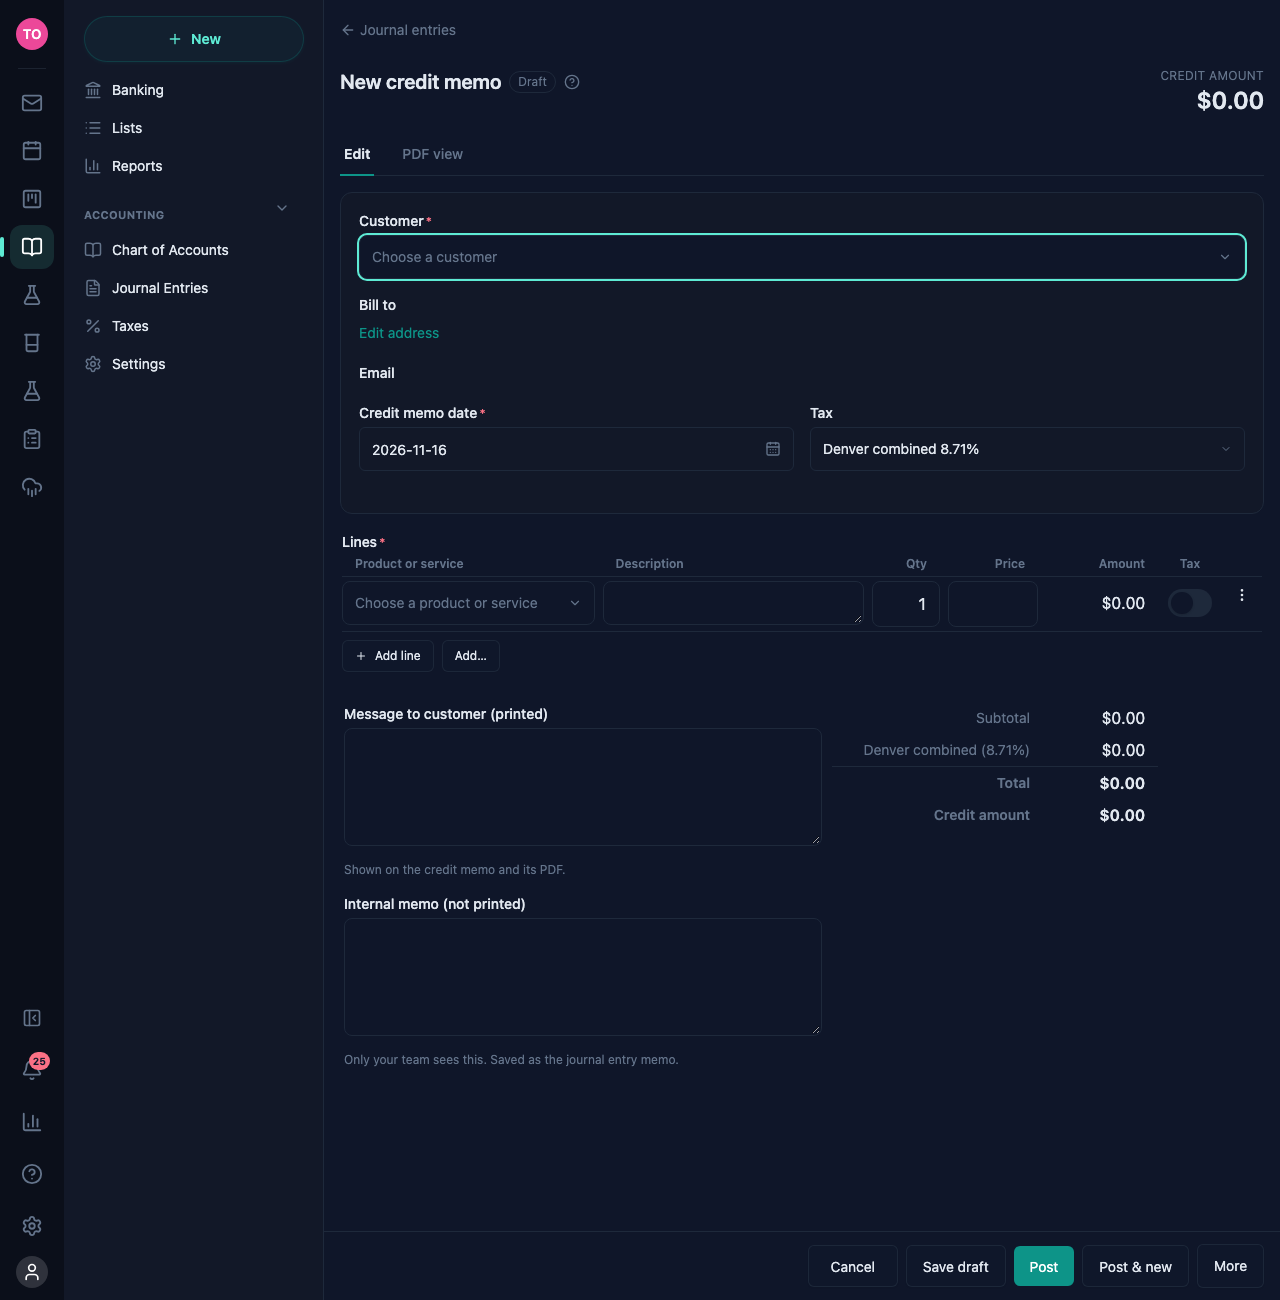 TO
New
Banking
Lists
Reports
ACCOUNTING
Chart of Accounts
Journal Entries
Taxes
Settings
25
Journal entries
New credit memo
Draft
CREDIT AMOUNT
$0.00
Edit
PDF view
Customer*
Choose a customer
Bill to
Edit address
Email
Credit memo date*
Tax
2026-11-16
Denver combined 8.71%
Lines*
Product or service
Description
Qty
Price
Amount
Tax
Choose a product or service
1
$0.00
Add line
Add...
Message to customer (printed)
Shown on the credit memo and its PDF.
Subtotal
$0.00
Denver combined (8.71%)
$0.00
Total
$0.00
Credit amount
$0.00
Internal memo (not printed)
Only your team sees this. Saved as the journal entry memo.
Cancel
Save draft
Post
Post & new
More